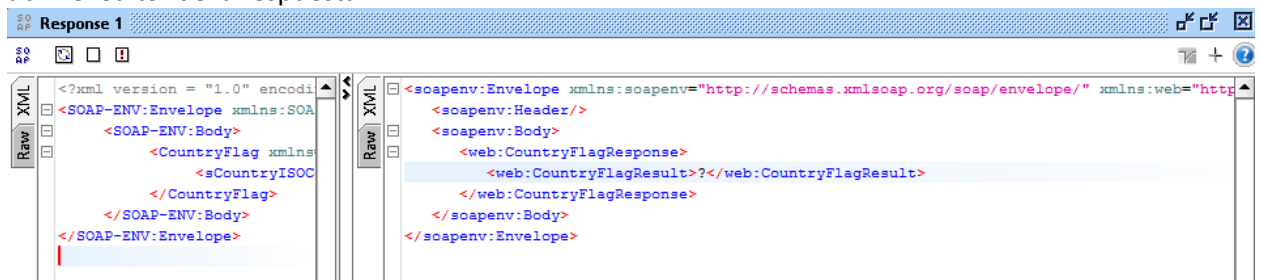 Response 1
XML
Raw
<?xml version = "1.0" encodi
<SOAP-ENV:Envelope xmlns:SOA
<SOAP-ENV:Body>
<CountryFlag xmlns
<sCountryISOC
</CountryFlag>
</SOAP-ENV:Body>
</SOAP-ENV:Envelope>
XML
Raw
<soapenv:Envelope xmlns:soapenv="http://schemas.xmlsoap.org/soap/envelope/" xmlns:web="http
<soapenv:Header/>
<soapenv:Body>
<web:CountryFlagResponse>
<web:CountryFlagResult>?</web:CountryFlagResult>
</web:CountryFlagResponse>
</soapenv:Body>
</soapenv:Envelope>